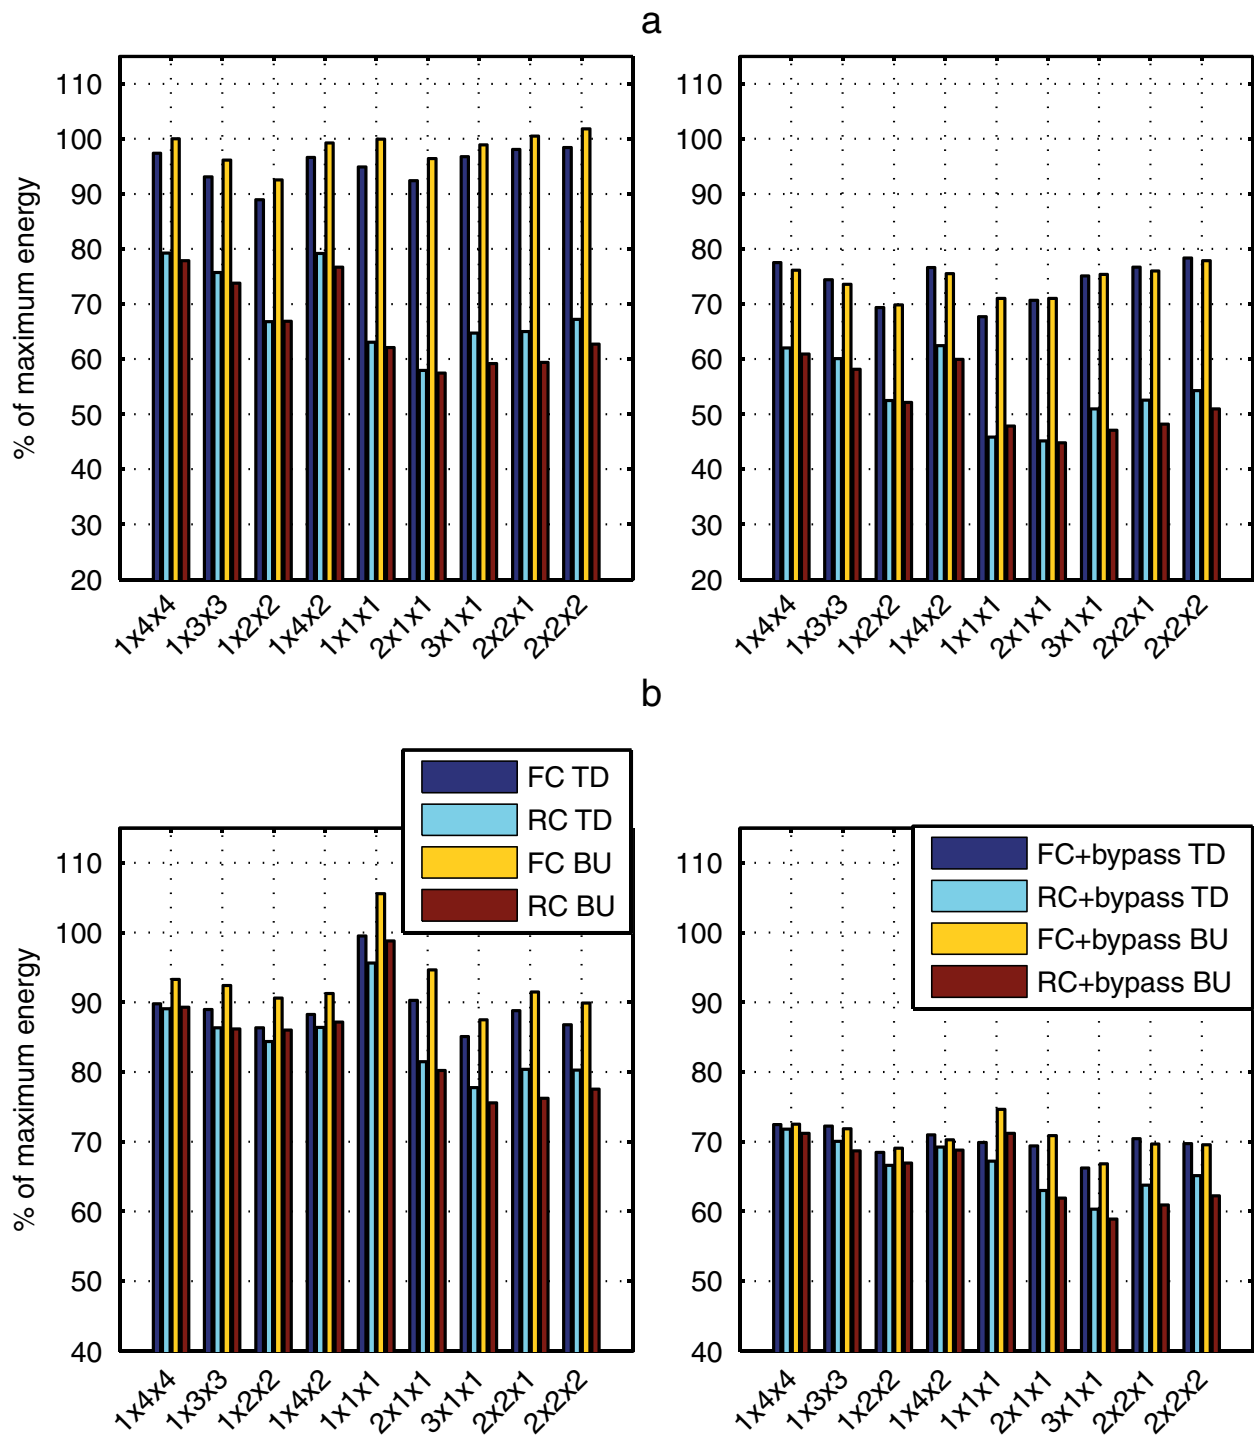 a
% of maximum energy
110
100
90
80
70
60
50
40
30
20
1x4x4
1x3x3
1x2x2
1x4x2
1x1x1
2x1x1
3x1x1
2x2x1
2x2x2
110
100
90
80
70
60
50
40
30
20
1x4x4
1x3x3
1x2x2
1x4x2
1x1x1
2x1x1
3x1x1
2x2x1
2x2x2
b
% of maximum energy
110
100
90
80
70
60
50
40
FC TD
RC TD
FC BU
RC BU
1x4x4
1x3x3
1x2x2
1x4x2
1x1x1
2x1x1
3x1x1
2x2x1
2x2x2
110
100
90
80
70
60
50
40
FC+bypass TD
RC+bypass TD
FC+bypass BU
RC+bypass BU
1x4x4
1x3x3
1x2x2
1x4x2
1x1x1
2x1x1
3x1x1
2x2x1
2x2x2